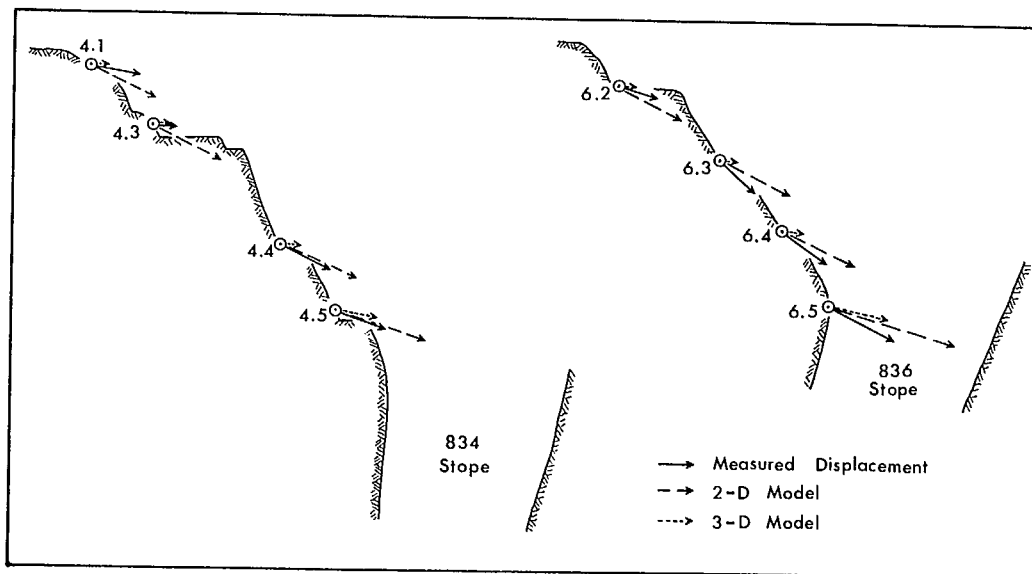 4.1
4.3
4.4
4.5
834
Stope
6.2
6.3
6.4
6.5
836
Stope
Measured Displacement
2-D Model
3-D Model